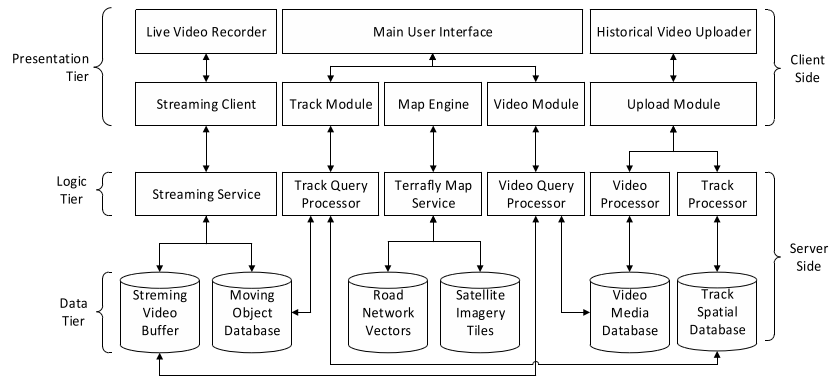 Live Video Recorder
Main User Interface
Historical Video Uploader
Presentation
Tier
Client
Side
Streaming Client
Track Module
Map Engine
Video Module
Upload Module
Logic
Tier
Streaming Service
Track Query
Processor
Terrafly Map
Service
Video Query
Processor
Video
Processor
Track
Processor
Server
Side
Data
Tier
Streming
Video
Buffer
Moving
Object
Database
Road
Network
Vectors
Satellite
Imagery
Tiles
Video
Media
Database
Track
Spatial
Database